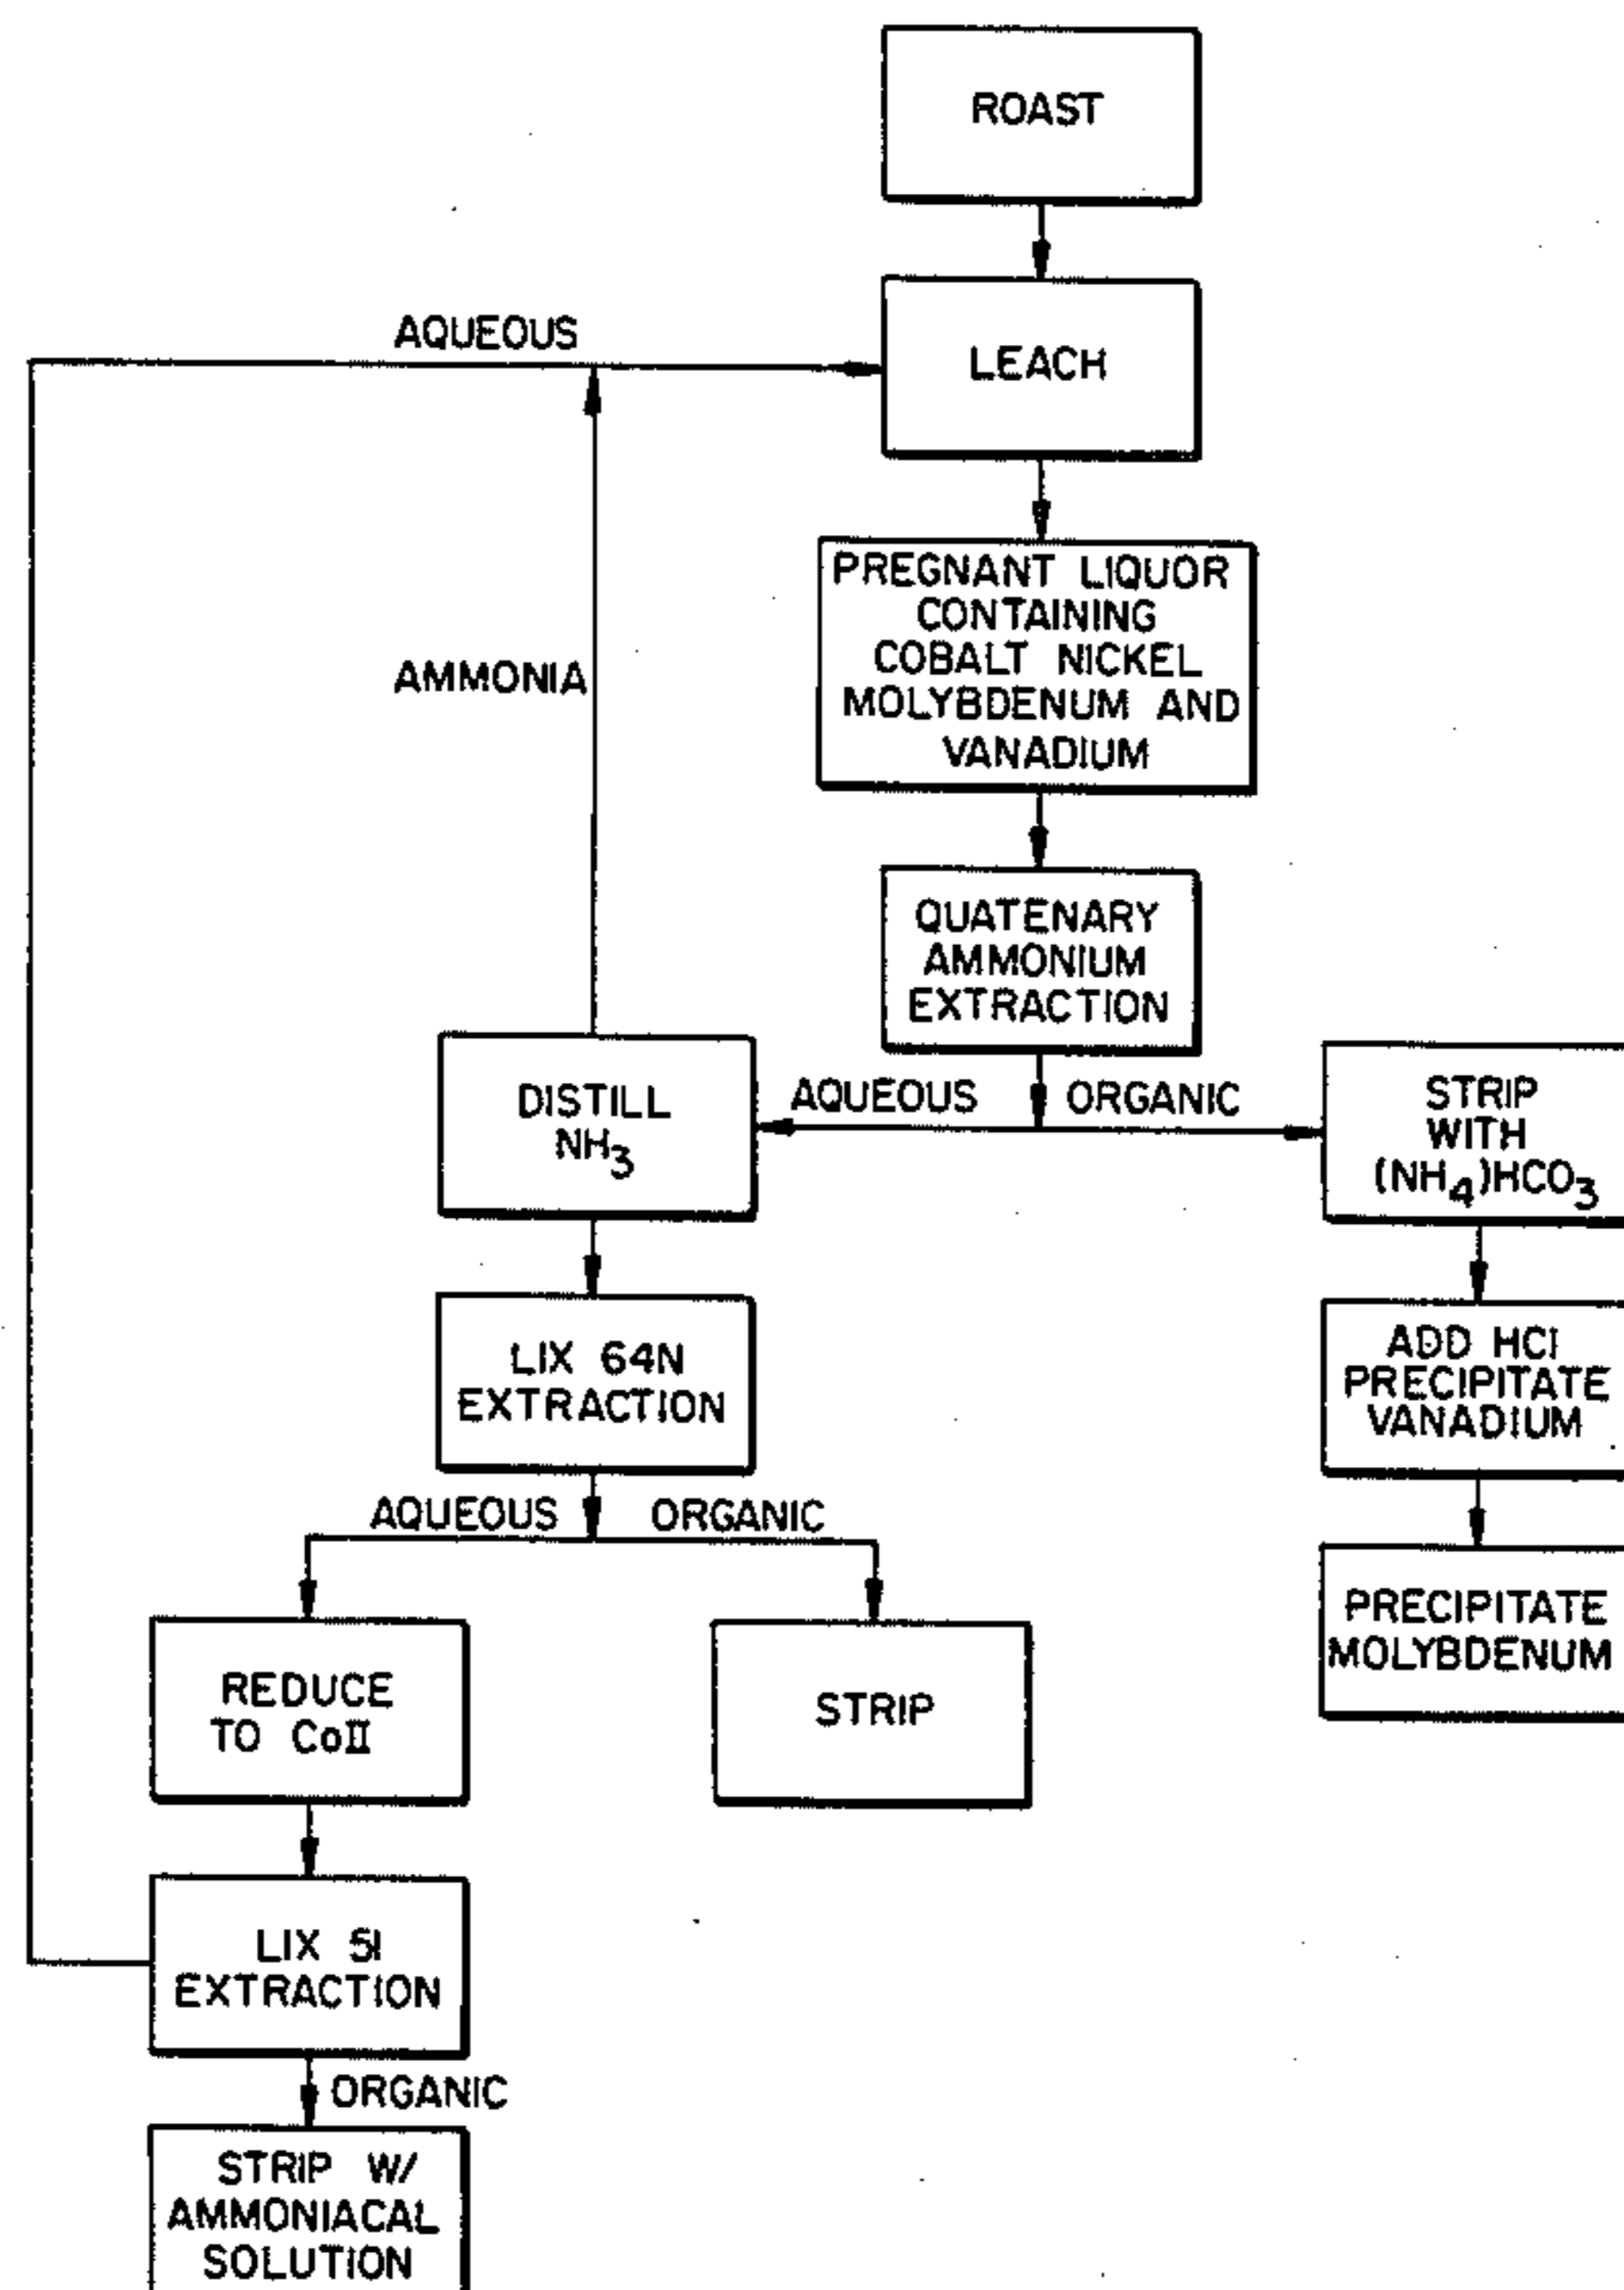 ROAST
AQUEOUS
LEACH
PREGNANT LIQUOR
CONTAINING
COBALT NICKEL
MOLYBDENUM AND
VANADIUM
AMMONIA
QUATENARY
AMMONIUM
EXTRACTION
DISTILL
NH3
AQUEOUS
ORGANIC
STRIP
WITH
(NH4)HCO3
LIX 64N
EXTRACTION
ADD HCl
PRECIPITATE
VANADIUM
AQUEOUS
ORGANIC
PRECIPITATE
MOLYBDENUM
REDUCE
TO CoII
STRIP
LIX 51
EXTRACTION
ORGANIC
STRIP W/
AMMONIACAL
SOLUTION